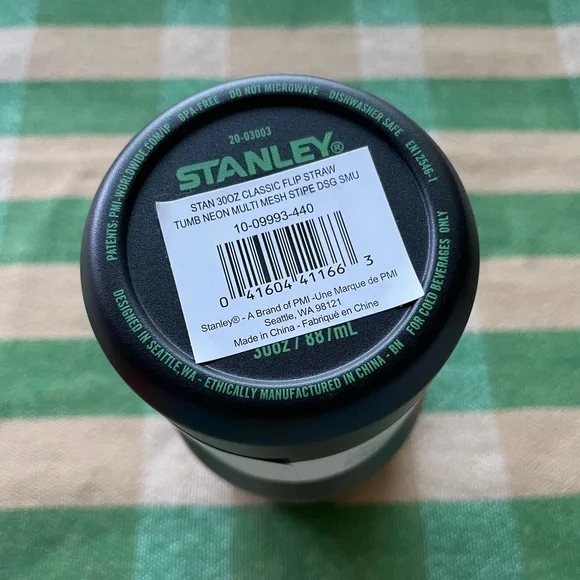 PATENTS: PMI-WORLDWIDE.COM/IP BPA-FREE DO NOT MICROWAVE DISHWASHER SAFE EN12546-1
20-03003
STANLEY®
STAN 30OZ CLASSIC FLIP STRAW
TUMB NEON MULTI MESH STIPE DSG SMU
10-09993-440
0 41604 41166 3
Stanley® - A Brand of PMI -Une Marque de PMI
Seattle, WA 98121
Made in China - Fabriqué en Chine
30oz / 887mL
DESIGNED IN SEATTLE WA - ETHICALLY MANUFACTURED IN CHINA - BN FOR COLD BEVERAGES ONLY